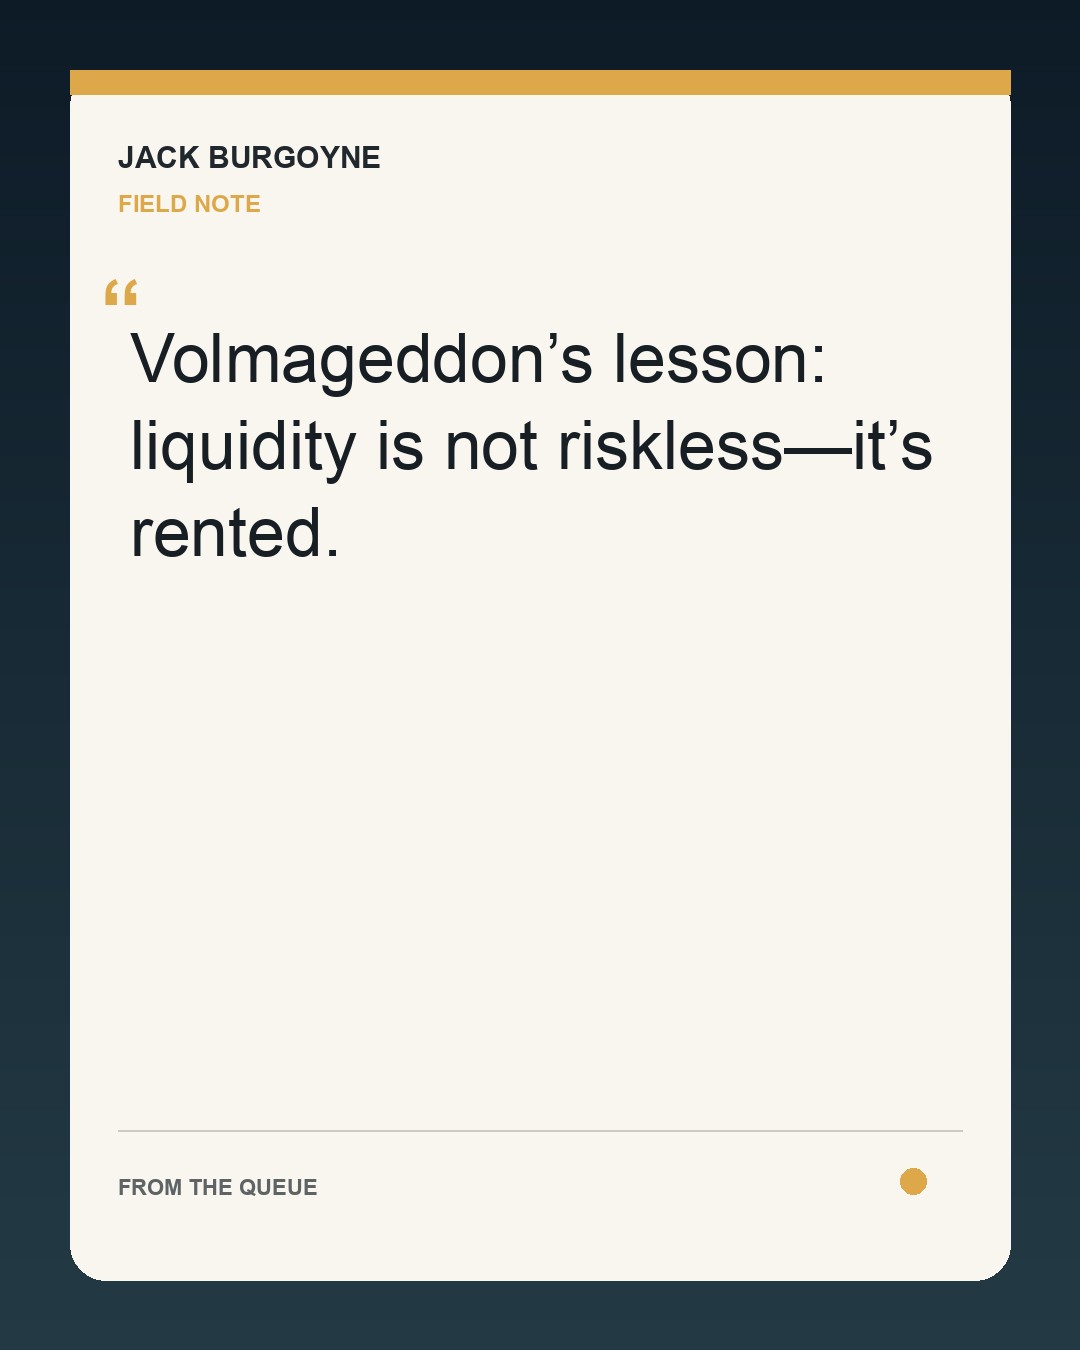 JACK BURGOYNE
FIELD NOTE
“
Volmageddon’s lesson:
liquidity is not riskless—it’s
rented.
FROM THE QUEUE